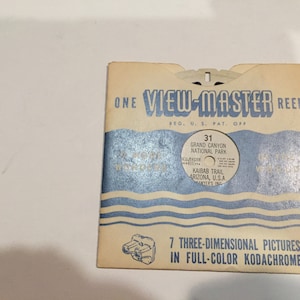 ONE VIEW-MASTER REEL
REG. U. S. PAT. OFF
31
GRAND CANYON
NATIONAL PARK
KAIBAB TRAIL
ARIZONA, U.S.A
7 THREE-DIMENSIONAL PICTURES
IN FULL-COLOR KODACHROME